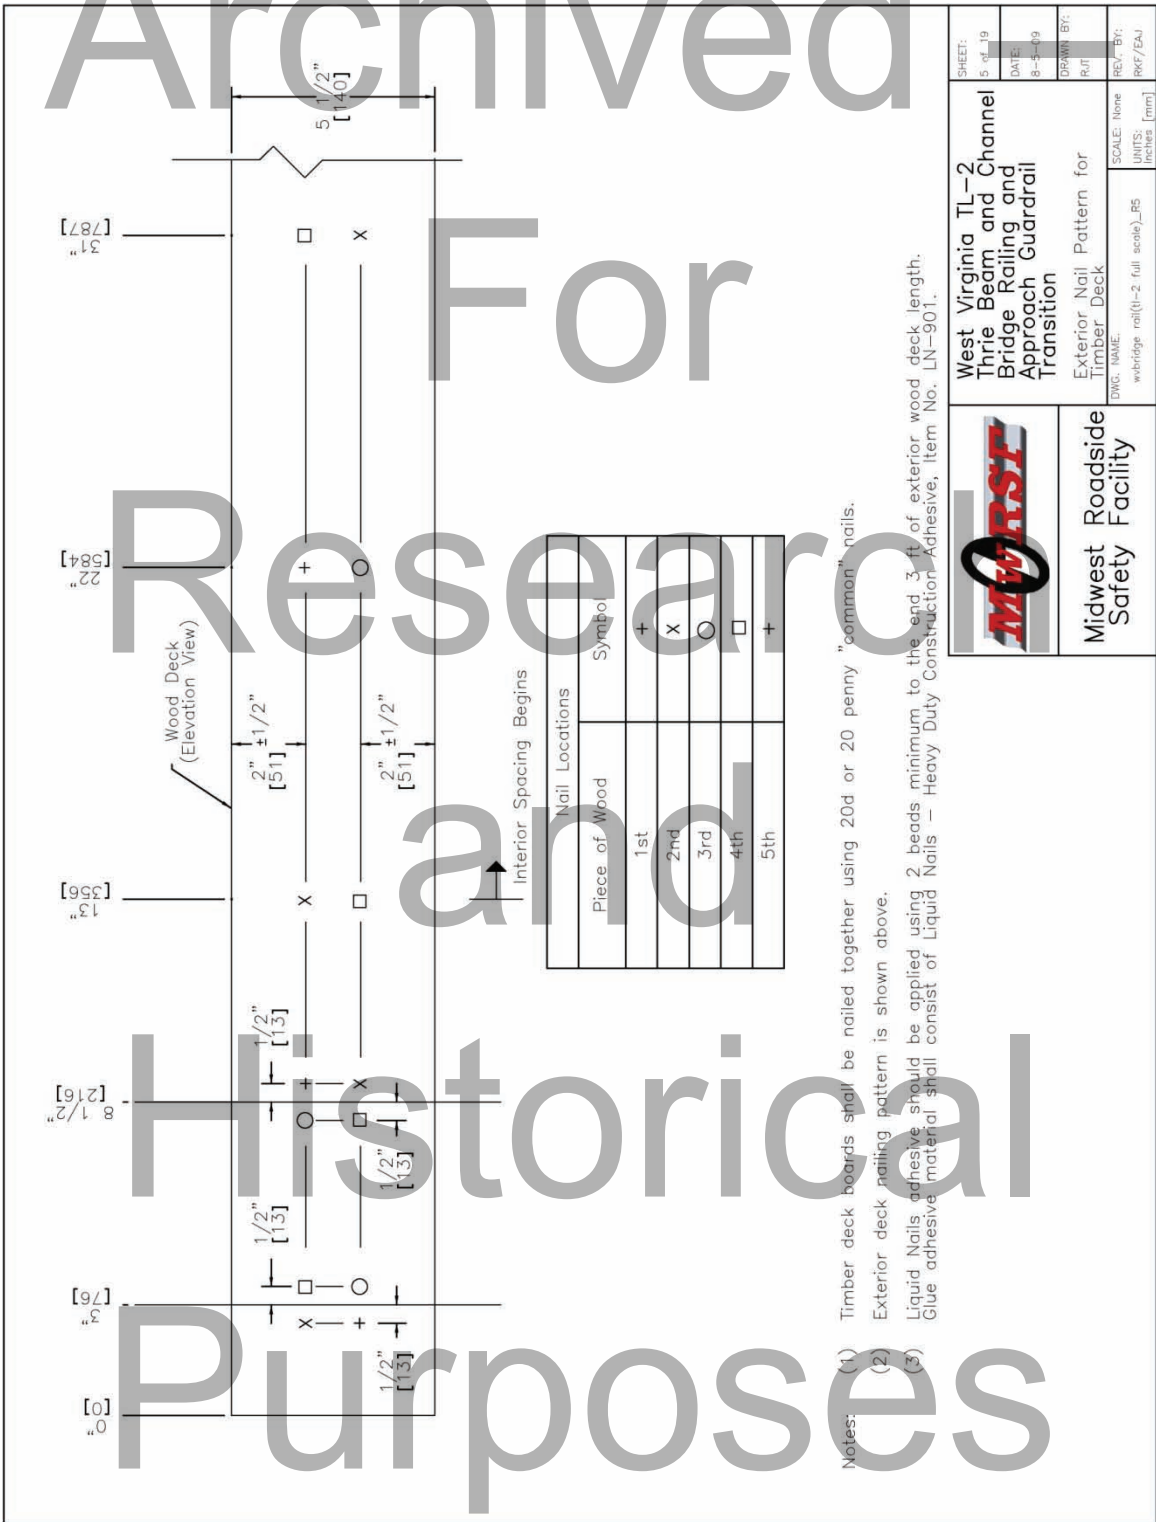 Archived
For
Research
and
Historical
Purposes
0"
[0]
3"
[76]
8 1/2"
[216]
13"
[356]
22"
[584]
31"
[787]
Wood Deck
(Elevation View)
1/2"
[13]
1/2"
[13]
2" ±1/2"
[51]
5 1/2"
[140]
1/2"
[13]
1/2"
[13]
2" ±1/2"
[51]
Interior Spacing Begins
Nail Locations
Piece of Wood Symbol
1st +
2nd x
3rd ○
4th □
5th +
Notes: (1) Timber deck boards shall be nailed together using 20d or 20 penny "common" nails.
(2) Exterior deck nailing pattern is shown above.
(3) Liquid Nails adhesive should be applied using 2 beads minimum to the end 3 ft of exterior wood deck length.
Glue adhesive material shall consist of Liquid Nails – Heavy Duty Construction Adhesive, Item No. LN–901.
MwRSF
Midwest Roadside
Safety Facility
West Virginia TL–2
Thrie Beam and Channel
Bridge Railing and
Approach Guardrail
Transition
Exterior Nail Pattern for
Timber Deck
DWG. NAME.
wvbridge rail(tl-2 full scale)_R5
SCALE: None
UNITS:
Inches [mm]
SHEET:
5 of 19
DATE:
8–5–09
DRAWN BY:
RJT
REV. BY:
RKF/EAJ